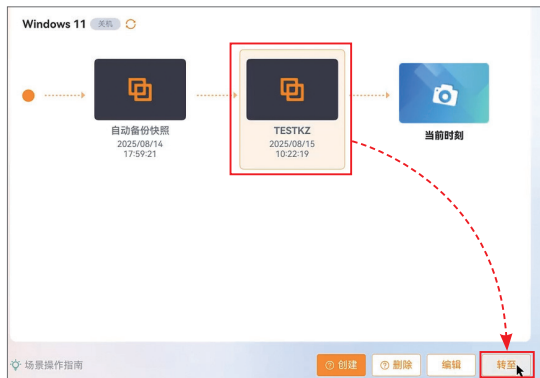 Windows 11 关机
自动备份快照
2025/08/14
17:59:21
TESTKZ
2025/08/15
10:22:19
当前时刻
场景操作指南
创建
删除
编辑
转至